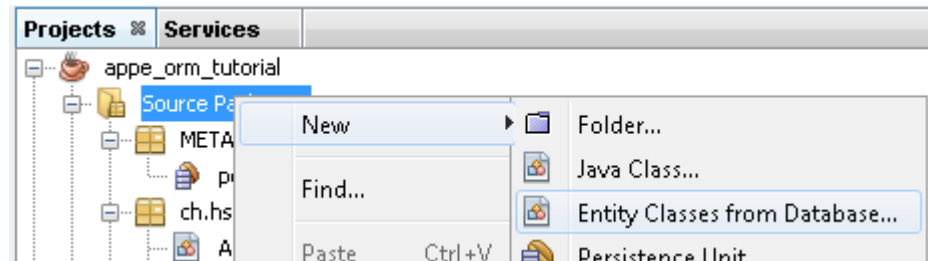 Projects Services
appe_orm_tutorial
Source Pa
New
Folder...
META
Java Class...
Find...
ch.hs
Entity Classes from Database...
A
Paste Ctrl+V
Persistence Unit